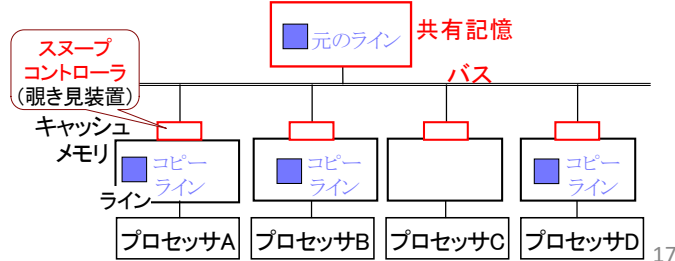 元のライン
共有記憶
スヌープ
コントローラ
(覗き見装置)
バス
キャッシュ
メモリ
コピー
ライン
コピー
ライン
コピー
ライン
ライン
プロセッサA
プロセッサB
プロセッサC
プロセッサD
17